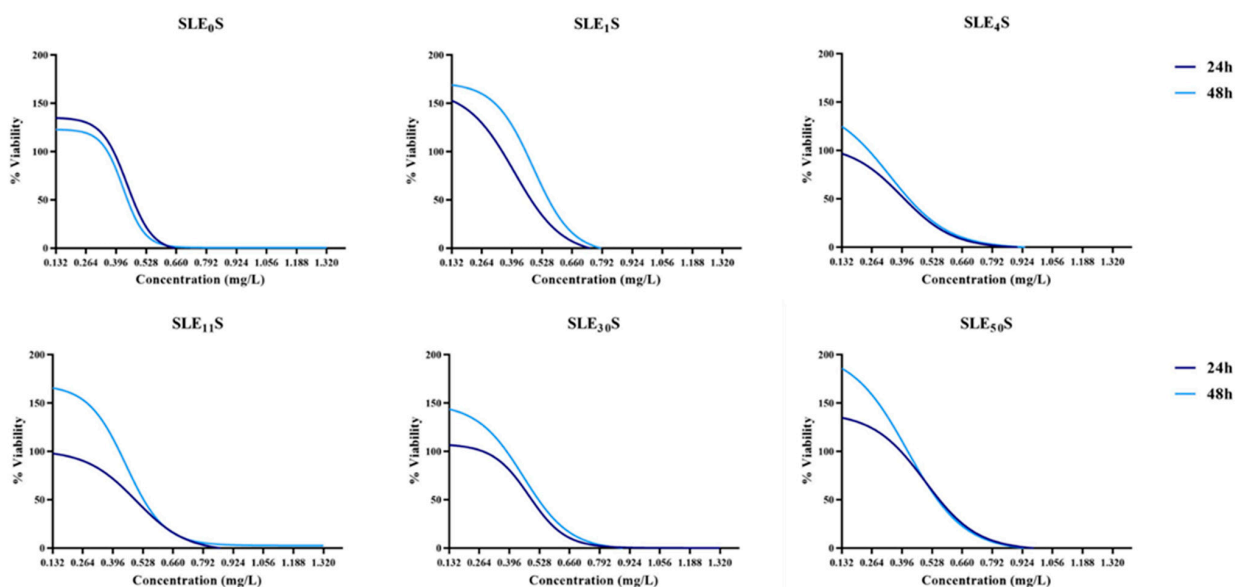 SLE₀S
SLE₁S
SLE₄S
200
150
100
50
0
% Viability
0.132 0.264 0.396 0.528 0.660 0.792 0.924 1.056 1.188 1.320
Concentration (mg/L)
200
150
100
50
0
% Viability
0.132 0.264 0.396 0.528 0.660 0.792 0.924 1.056 1.188 1.320
Concentration (mg/L)
200
150
100
50
0
% Viability
0.132 0.264 0.396 0.528 0.660 0.792 0.924 1.056 1.188 1.320
Concentration (mg/L)
24h
48h
SLE₁₁S
SLE₃₀S
SLE₅₀S
200
150
100
50
0
% Viability
0.132 0.264 0.396 0.528 0.660 0.792 0.924 1.056 1.188 1.320
Concentration (mg/L)
200
150
100
50
0
% Viability
0.132 0.264 0.396 0.528 0.660 0.792 0.924 1.056 1.188 1.320
Concentration (mg/L)
200
150
100
50
0
% Viability
0.132 0.264 0.396 0.528 0.660 0.792 0.924 1.056 1.188 1.320
Concentration (mg/L)
24h
48h